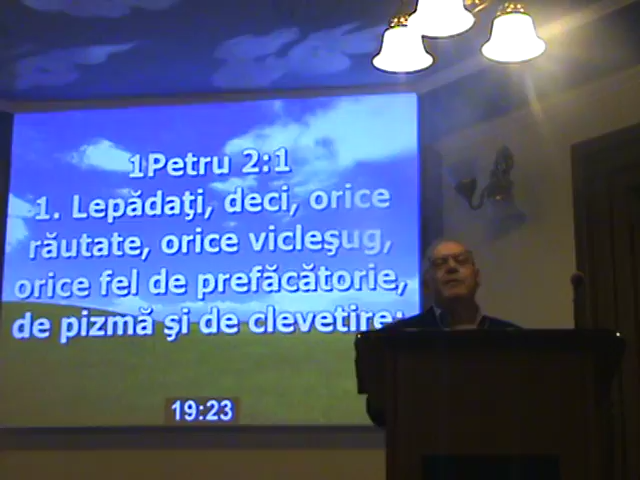 1Petru 2:1
1. Lepădaţi, deci, orice
răutate, orice vicleşug,
orice fel de prefăcătorie,
de pizmă şi de clevetire;
19:23